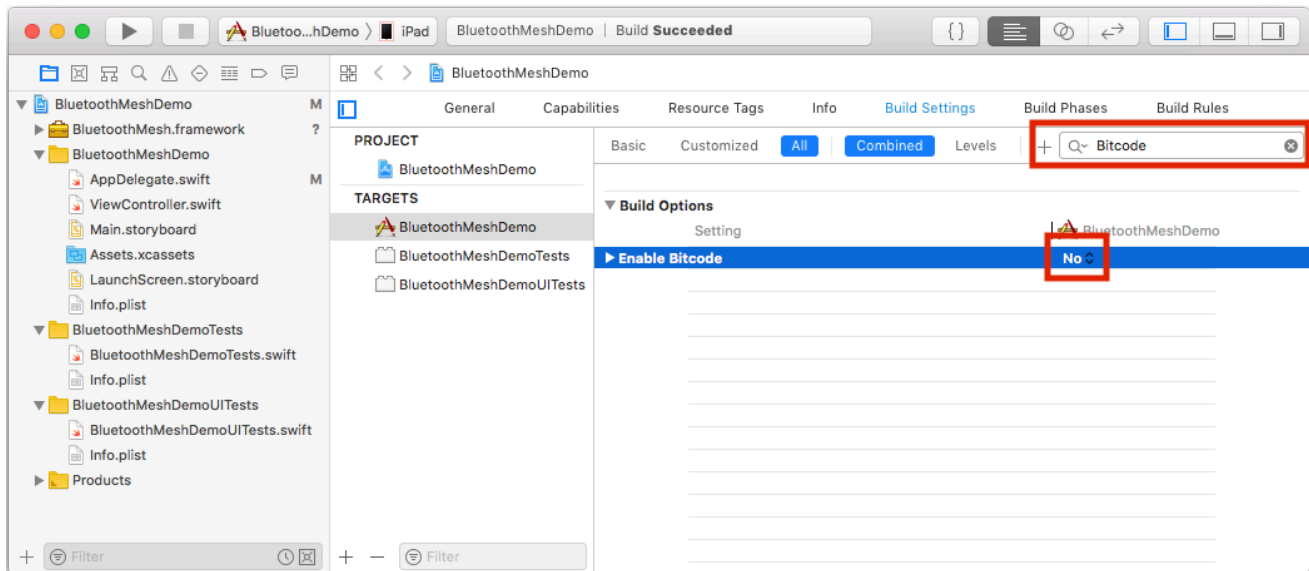 Bluetoo...hDemo 〉 iPad
BluetoothMeshDemo | Build Succeeded
{ }
BluetoothMeshDemo M
BluetoothMesh.framework ?
BluetoothMeshDemo
AppDelegate.swift M
ViewController.swift
Main.storyboard
Assets.xcassets
LaunchScreen.storyboard
Info.plist
BluetoothMeshDemoTests
BluetoothMeshDemoTests.swift
Info.plist
BluetoothMeshDemoUITests
BluetoothMeshDemoUITests.swift
Info.plist
Products
Filter
BluetoothMeshDemo
General Capabilities Resource Tags Info Build Settings Build Phases Build Rules
PROJECT
BluetoothMeshDemo
TARGETS
BluetoothMeshDemo
BluetoothMeshDemoTests
BluetoothMeshDemoUITests
Filter
Basic Customized All Combined Levels + Bitcode
Build Options
Setting BluetoothMeshDemo
Enable Bitcode No